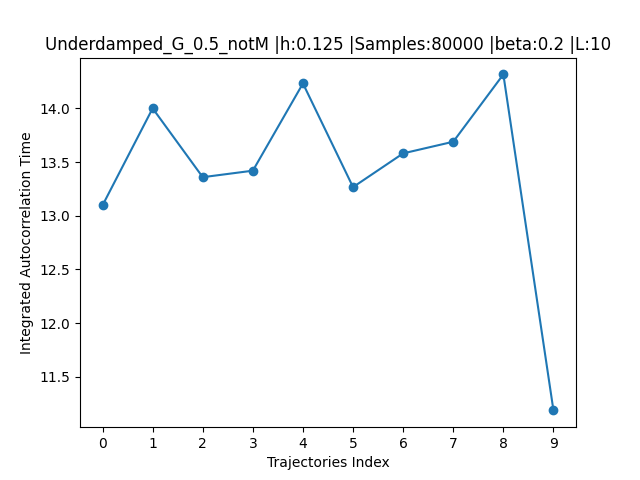 Underdamped_G_0.5_notM |h:0.125 |Samples:80000 |beta:0.2 |L:10
14.0
13.5
13.0
12.5
12.0
11.5
Integrated Autocorrelation Time
0 1 2 3 4 5 6 7 8 9
Trajectories Index